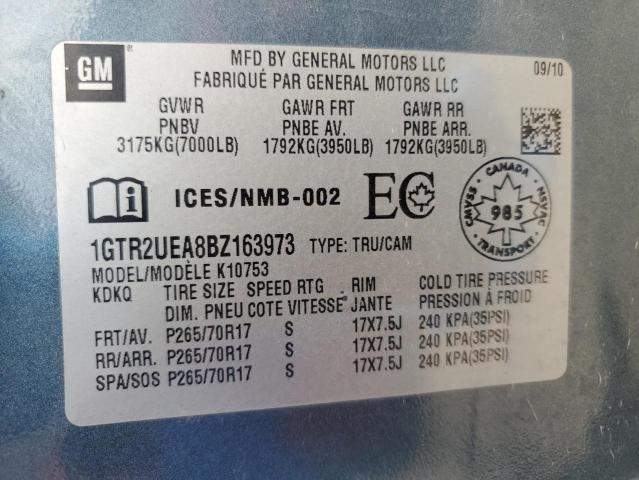 GM
MFD BY GENERAL MOTORS LLC
FABRIQUÉ PAR GENERAL MOTORS LLC
09/10
GVWR GAWR FRT GAWR RR
PNBV PNBE AV. PNBE ARR.
3175KG(7000LB) 1792KG(3950LB) 1792KG(3950LB)
i ICES/NMB-002 EC
CANADA
CMVSS 985 NSVAC
TRANSPORT
1GTR2UEA8BZ163973 TYPE: TRU/CAM
MODEL/MODÈLE K10753
KDKQ TIRE SIZE SPEED RTG RIM COLD TIRE PRESSURE
DIM. PNEU COTE VITESSE JANTE PRESSION À FROID
FRT/AV. P265/70R17 S 17X7.5J 240 KPA(35PSI)
RR/ARR. P265/70R17 S 17X7.5J 240 KPA(35PSI)
SPA/SOS P265/70R17 S 17X7.5J 240 KPA(35PSI)